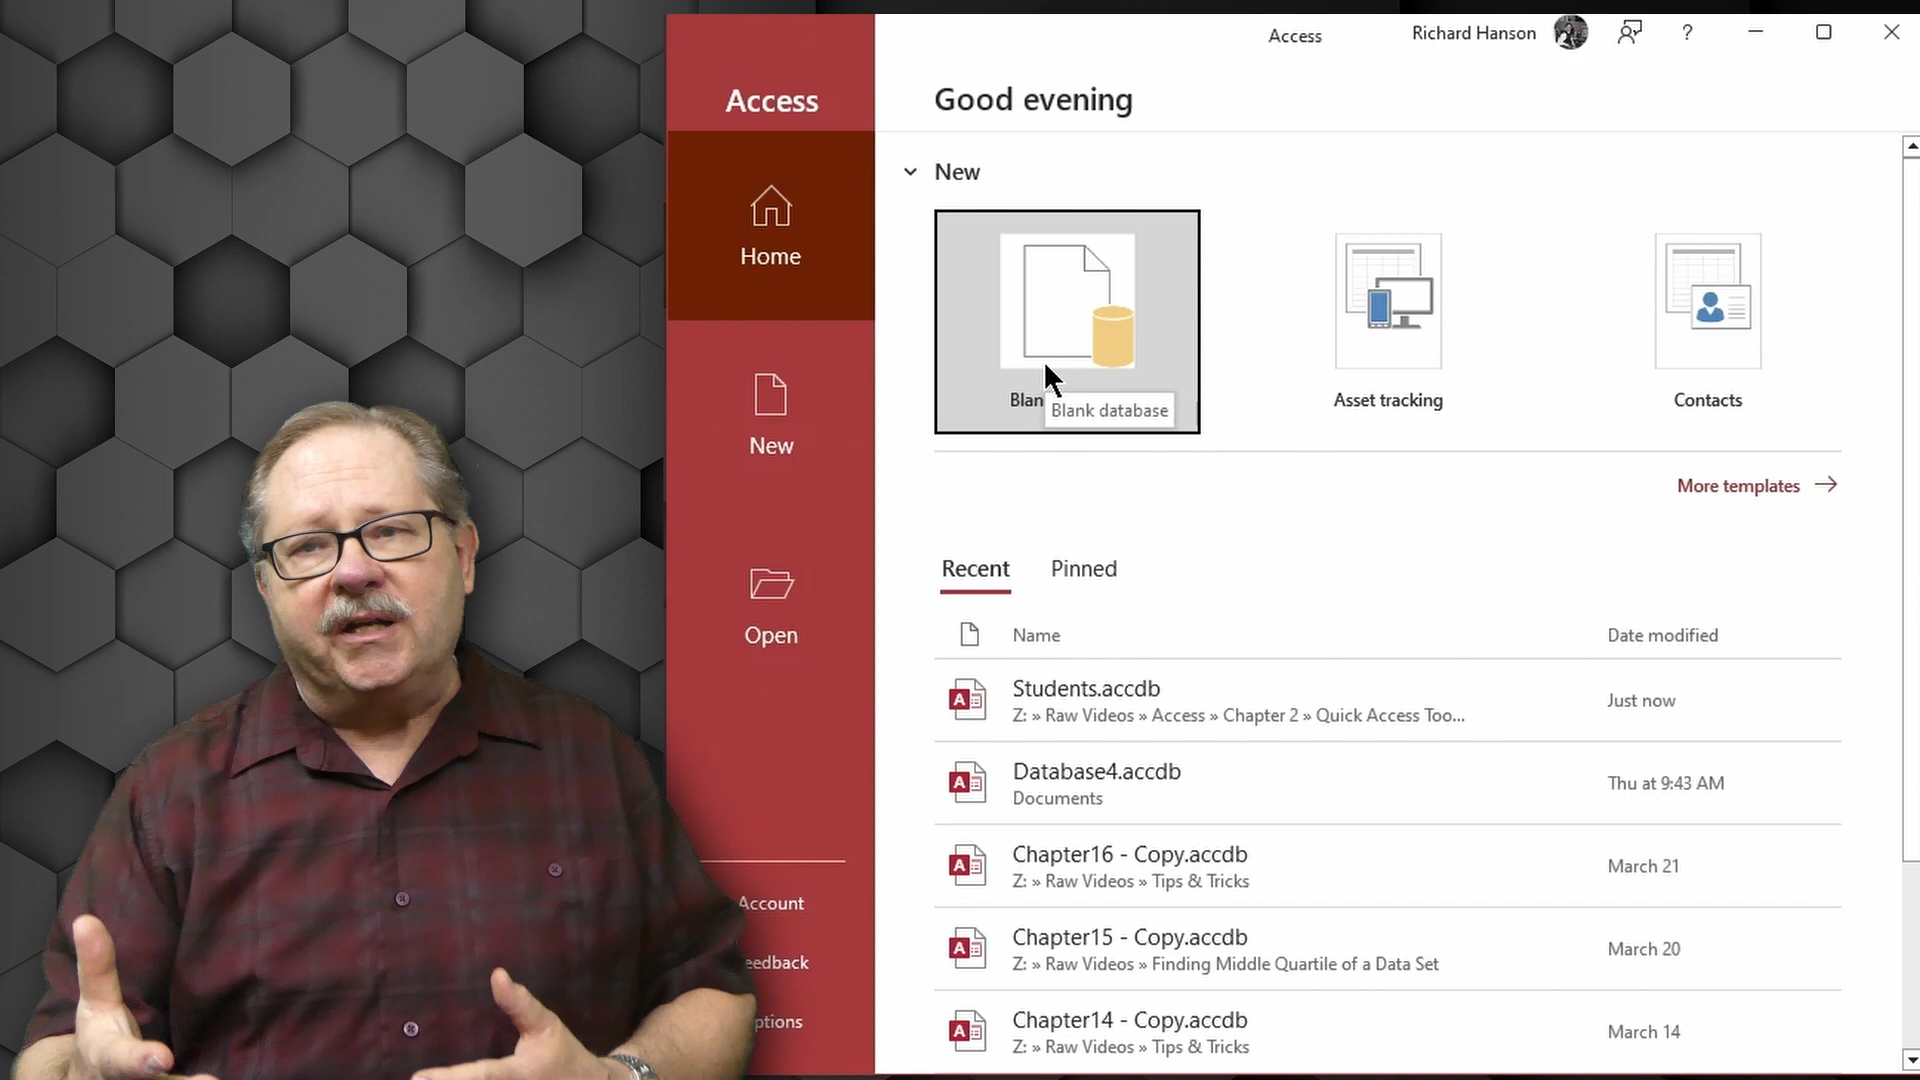 Access
Richard Hanson
?
Access
Good evening
Home
New
Open
Account
eedback
ptions
New
Blan
Blank database
Asset tracking
Contacts
More templates
Recent
Pinned
Name
Date modified
Students.accdb
Z: » Raw Videos » Access » Chapter 2 » Quick Access Too...
Just now
Database4.accdb
Documents
Thu at 9:43 AM
Chapter16 - Copy.accdb
Z: » Raw Videos » Tips & Tricks
March 21
Chapter15 - Copy.accdb
Z: » Raw Videos » Finding Middle Quartile of a Data Set
March 20
Chapter14 - Copy.accdb
Z: » Raw Videos » Tips & Tricks
March 14